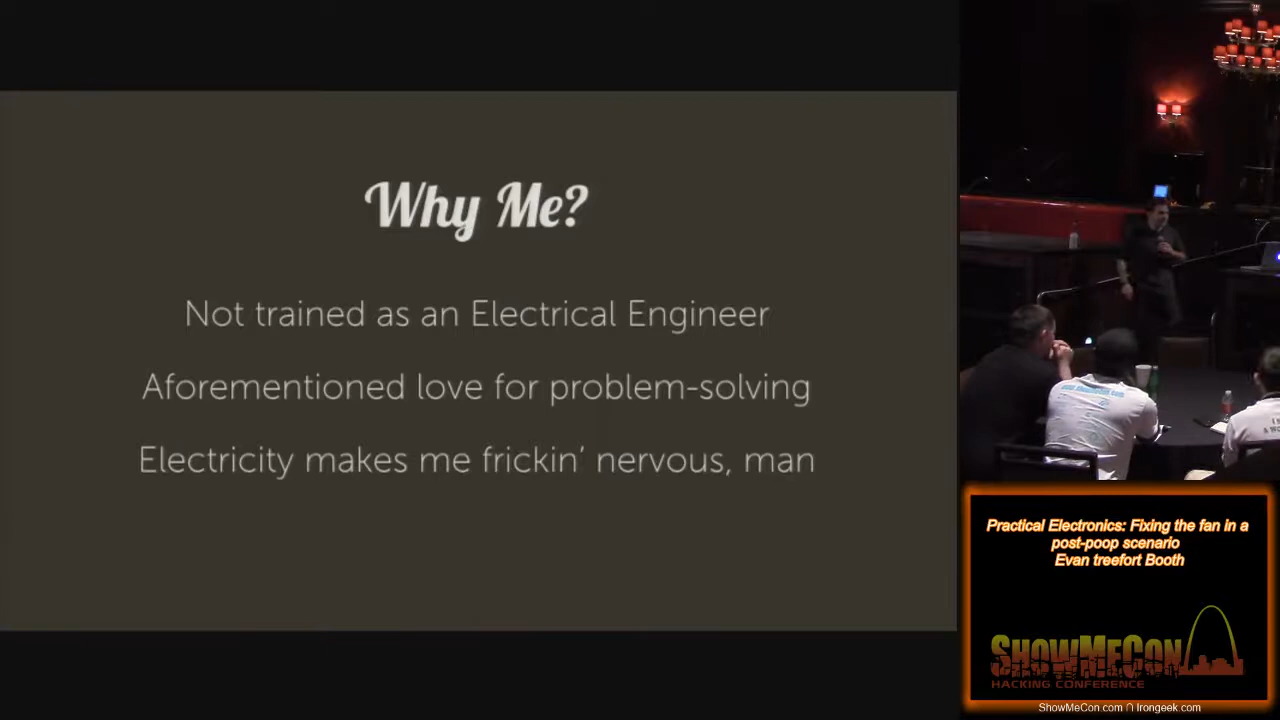 Why Me?
Not trained as an Electrical Engineer
Aforementioned love for problem-solving
Electricity makes me frickin’ nervous, man
Practical Electronics: Fixing the fan in a
post-poop scenario
Evan treefort Booth
SHOWMECON
HACKING CONFERENCE
ShowMeCon.com ∩ Irongeek.com